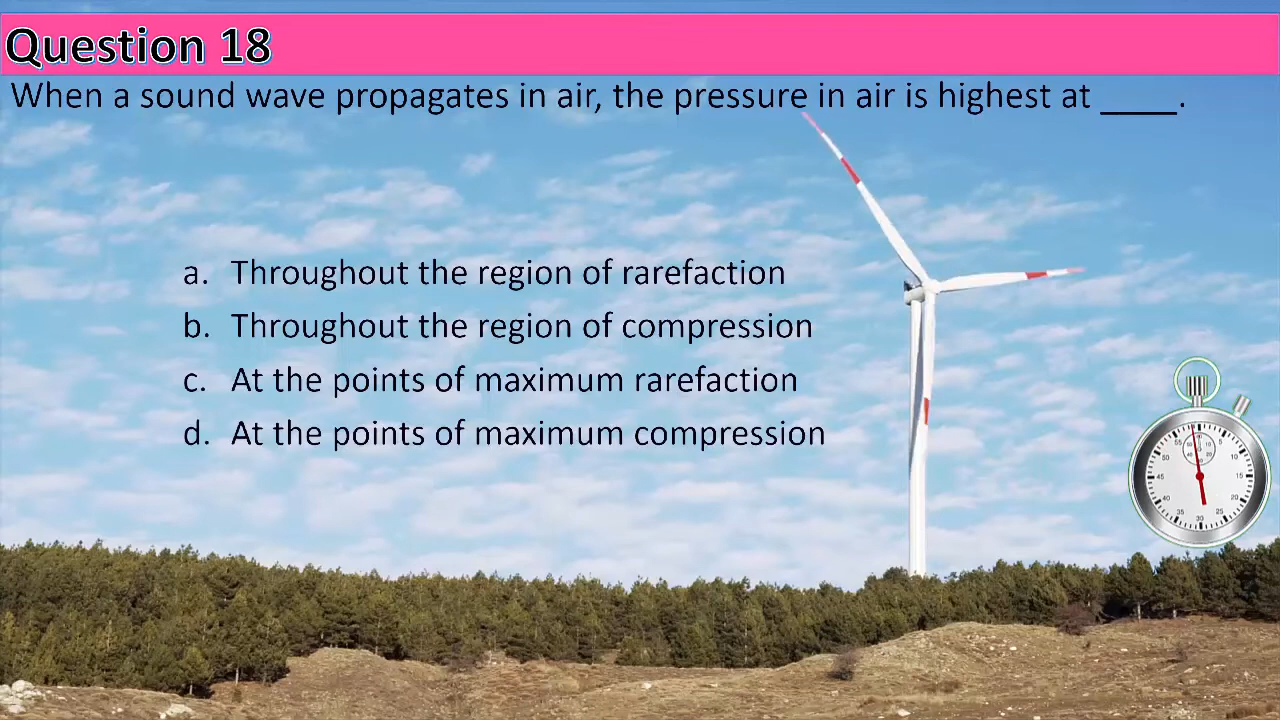 Question 18
When a sound wave propagates in air, the pressure in air is highest at ____.
a. Throughout the region of rarefaction
b. Throughout the region of compression
c. At the points of maximum rarefaction
d. At the points of maximum compression